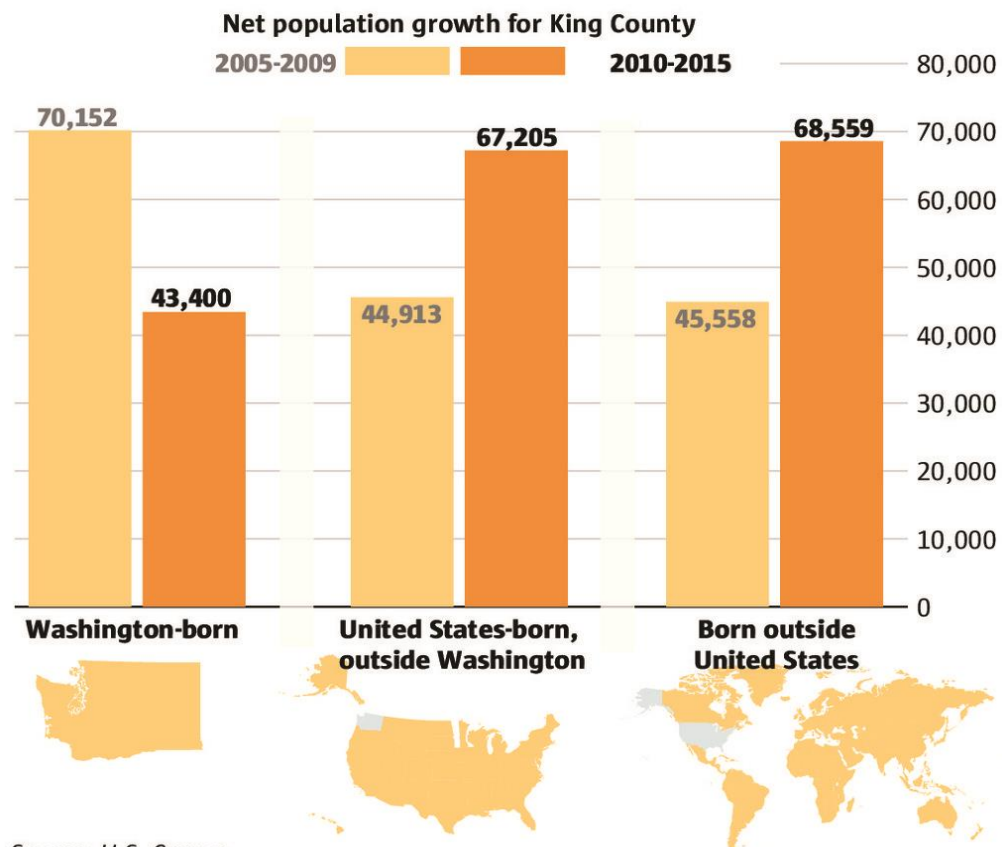 Net population growth for King County
2005-2009 2010-2015
80,000
70,000
60,000
50,000
40,000
30,000
20,000
10,000
0
70,152
43,400
44,913
67,205
45,558
68,559
Washington-born
United States-born,
outside Washington
Born outside
United States